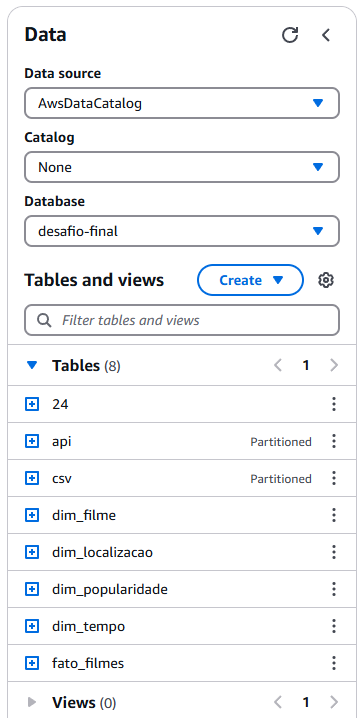 Data
Data source
AwsDataCatalog
Catalog
None
Database
desafio-final
Tables and views
Create
Filter tables and views
Tables (8)
1
24
api
Partitioned
csv
Partitioned
dim_filme
dim_localizacao
dim_popularidade
dim_tempo
fato_filmes
Views (0)
1